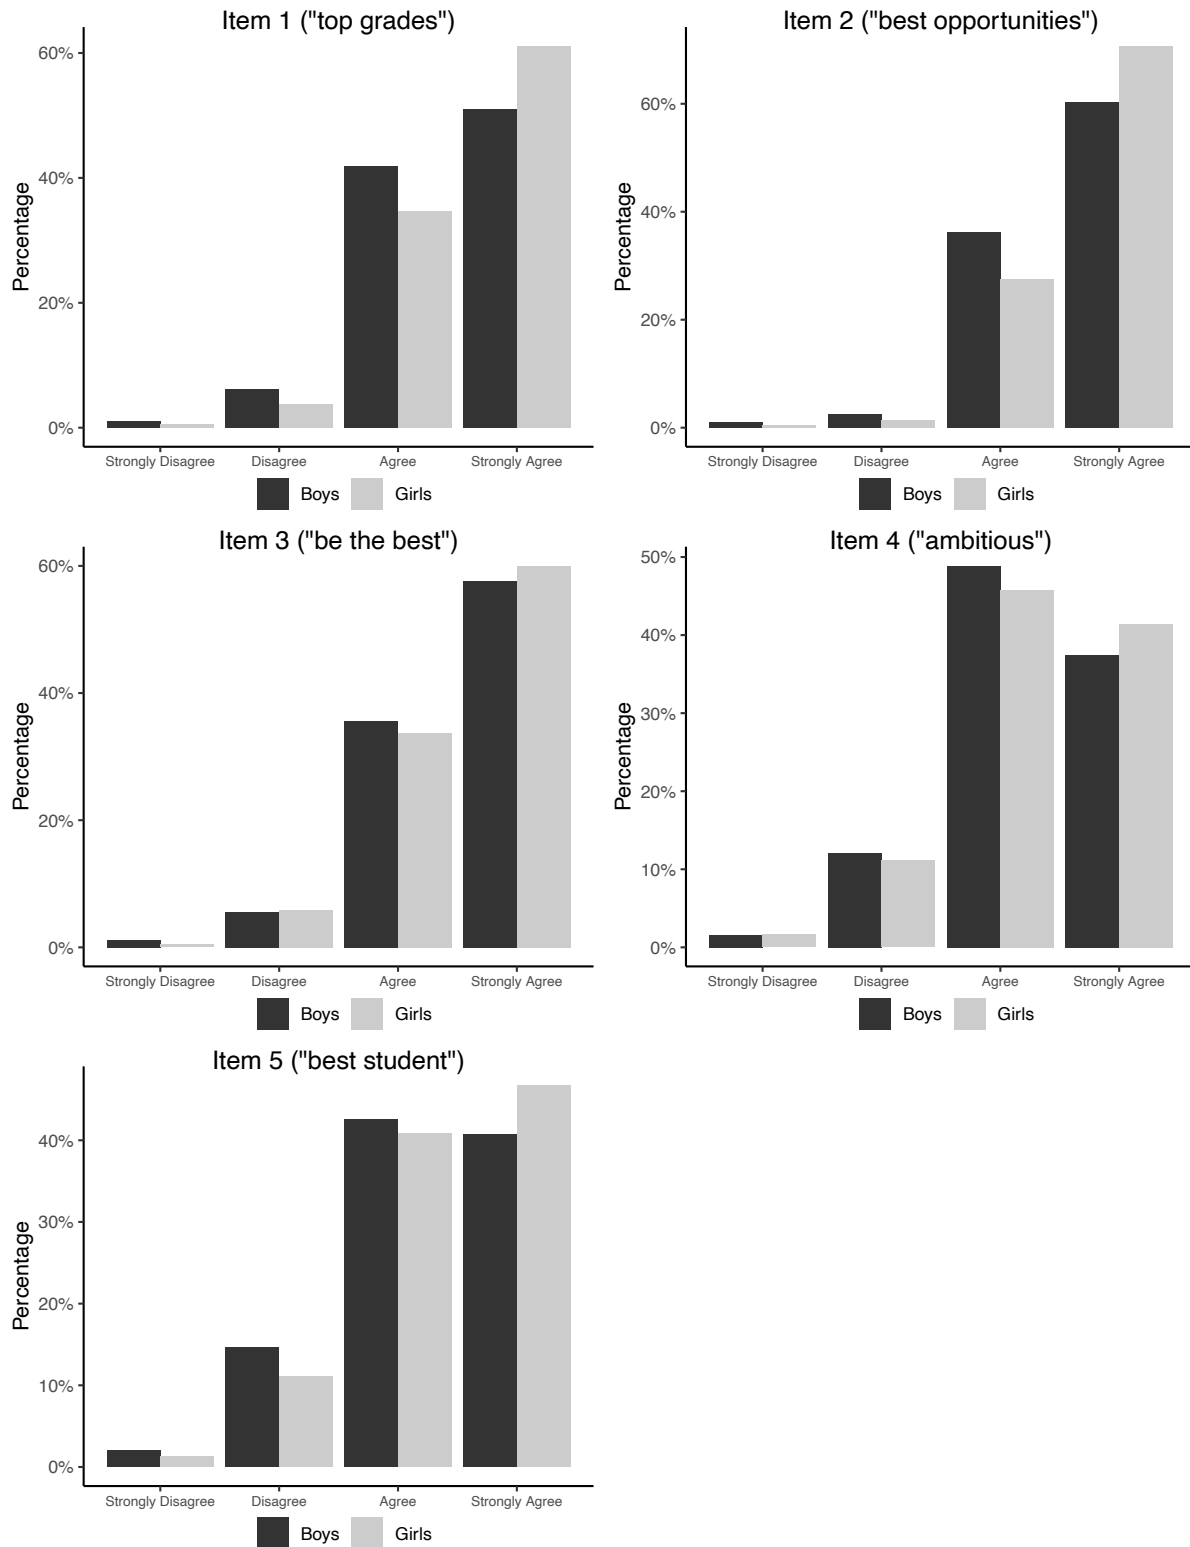 Item 1 ("top grades")
Percentage
60%
40%
20%
0%
Strongly Disagree Disagree Agree Strongly Agree
Boys Girls
Item 2 ("best opportunities")
Percentage
60%
40%
20%
0%
Strongly Disagree Disagree Agree Strongly Agree
Boys Girls
Item 3 ("be the best")
Percentage
60%
40%
20%
0%
Strongly Disagree Disagree Agree Strongly Agree
Boys Girls
Item 4 ("ambitious")
Percentage
50%
40%
30%
20%
10%
0%
Strongly Disagree Disagree Agree Strongly Agree
Boys Girls
Item 5 ("best student")
Percentage
40%
30%
20%
10%
0%
Strongly Disagree Disagree Agree Strongly Agree
Boys Girls